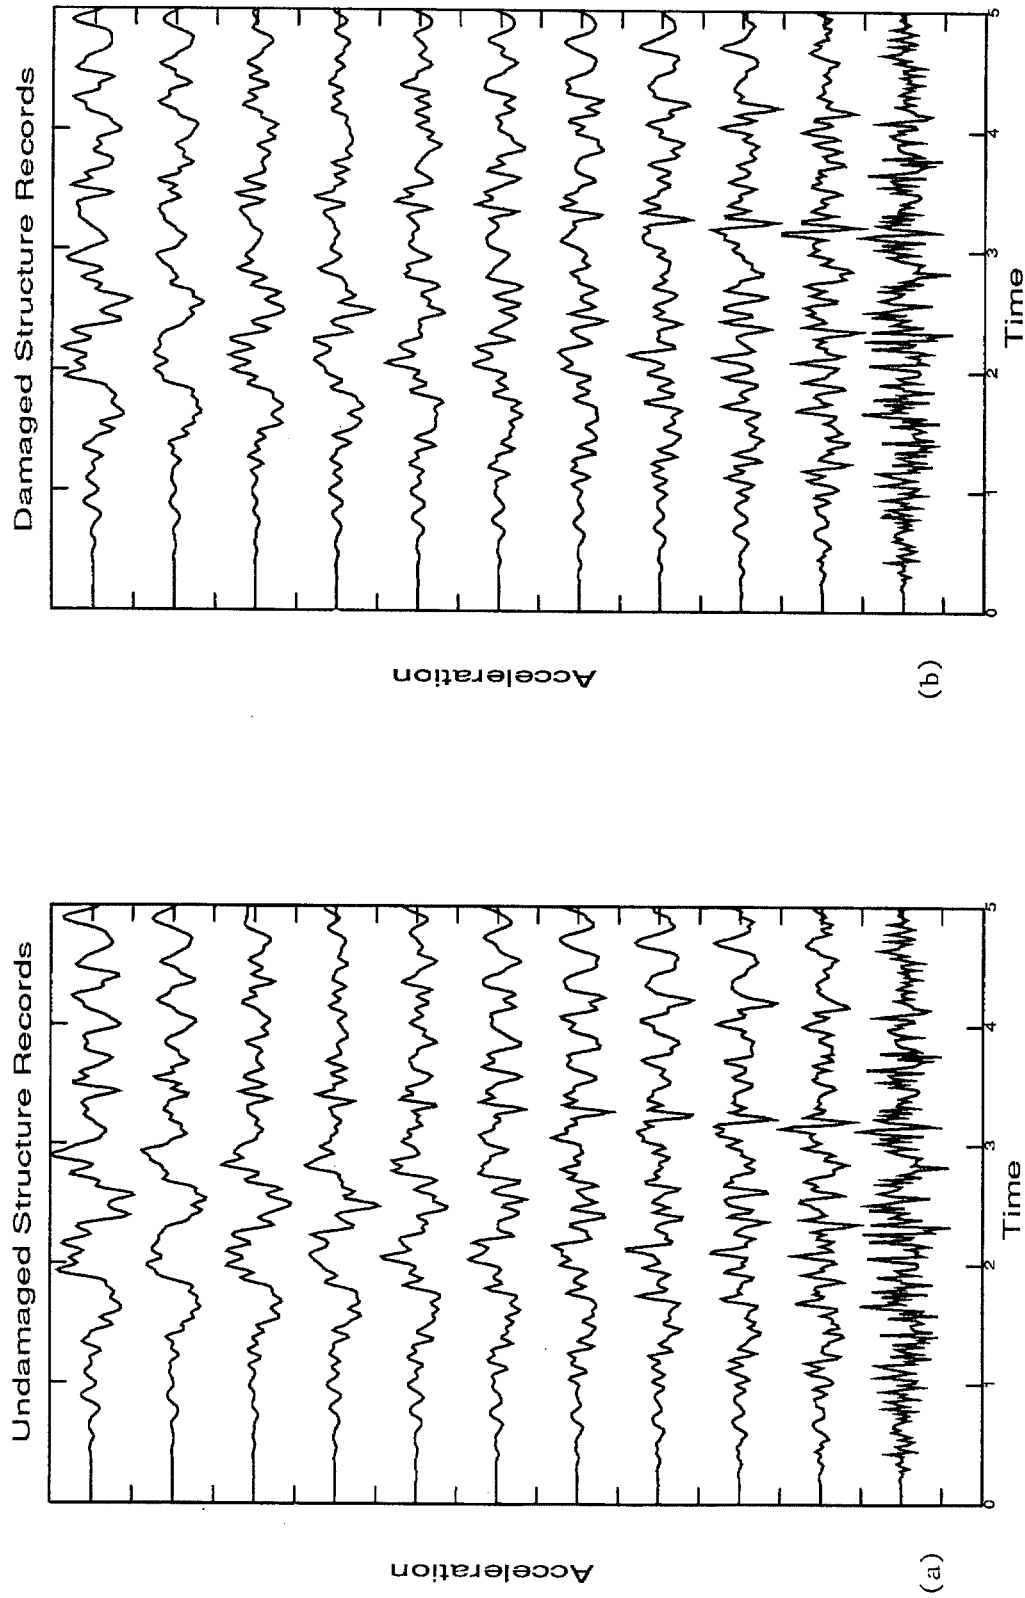 Undamaged Structure Records
Acceleration
0 1 2 3 4 5
Time
(a)
Damaged Structure Records
Acceleration
0 1 2 3 4 5
Time
(b)